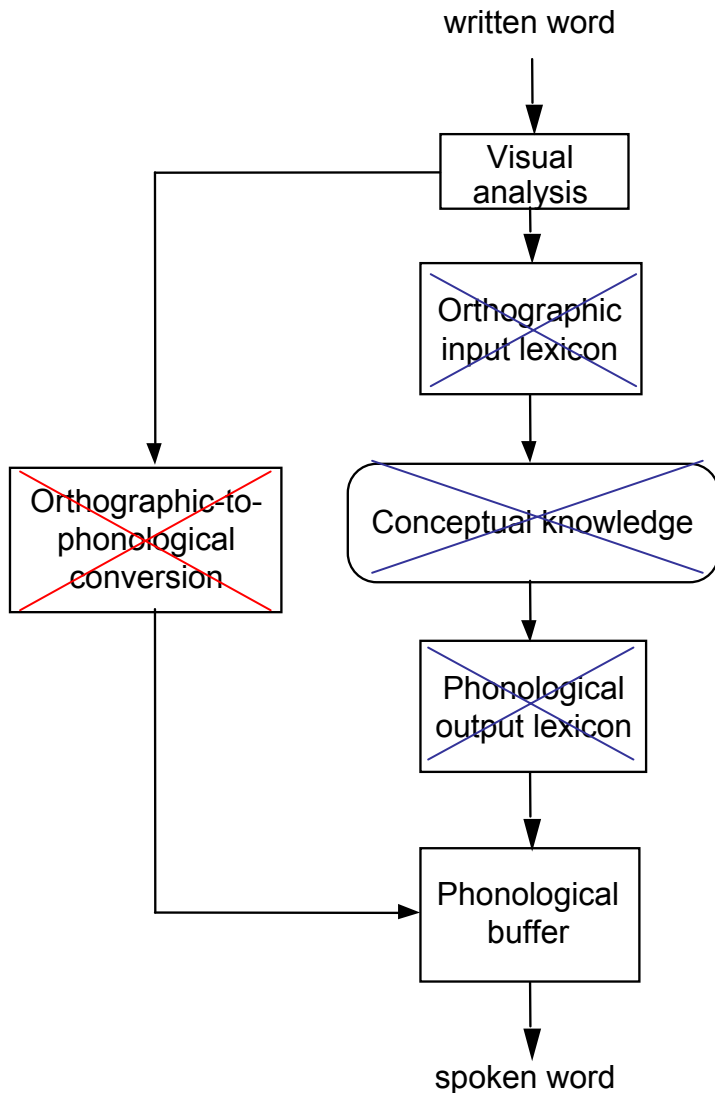 written word
Visual
analysis
Orthographic
input lexicon
Orthographic-to-
phonological
conversion
Conceptual knowledge
Phonological
output lexicon
Phonological
buffer
spoken word